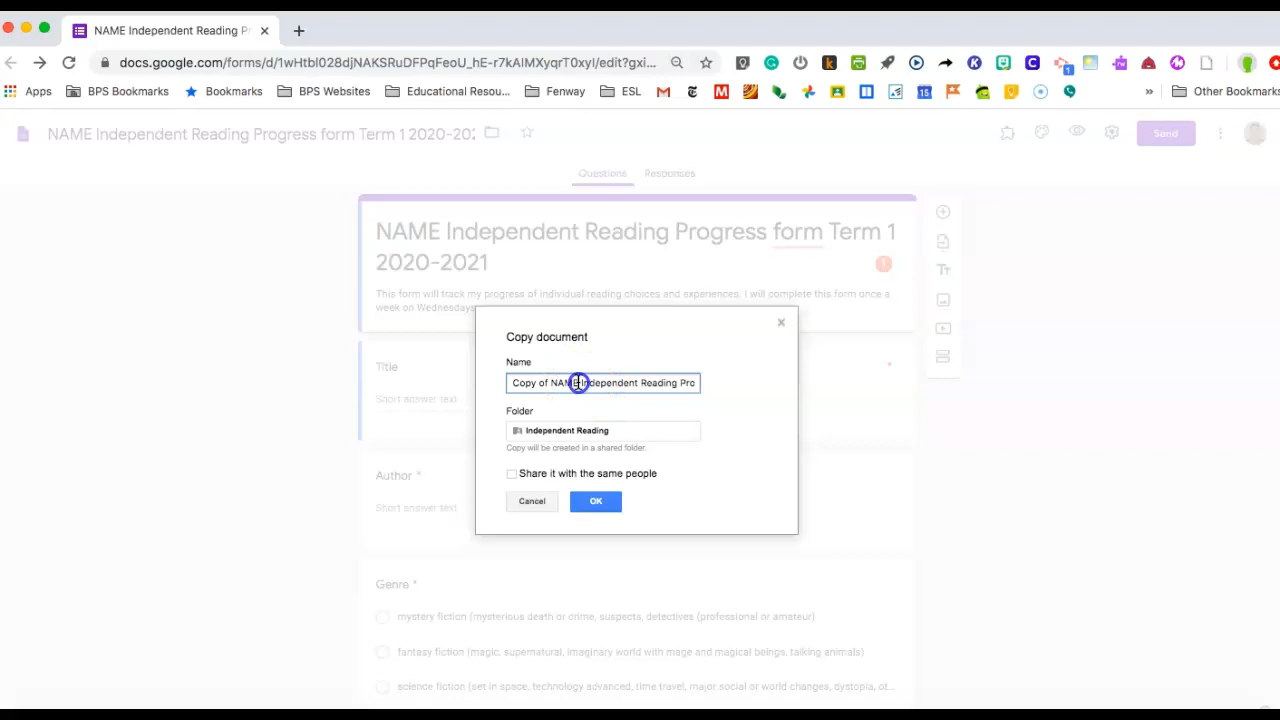 NAME Independent Reading Pr
docs.google.com/forms/d/1wHtbl028djNAKSRuDFPqFeoU_hE-r7kAIMXyqrT0xyI/edit?gxi...
Apps BPS Bookmarks Bookmarks BPS Websites Educational Resou... Fenway ESL 15 » Other Bookmarks
NAME Independent Reading Progress form Term 1 2020-202 Send
Questions Responses
NAME Independent Reading Progress form Term 1
2020-2021
This form will track my progress of individual reading choices and experiences. I will complete this form once a
week on Wednesdays
Copy document
Name
Title
Copy of NAME Independent Reading Pro
Short answer text
Folder
Independent Reading
Copy will be created in a shared folder.
Author *
Share it with the same people
Cancel OK
Short answer text
Genre *
mystery fiction (mysterious death or crime, suspects, detectives (professional or amateur)
fantasy fiction (magic, supernatural, imaginary world with mage and magical beings, talking animals)
science fiction (set in space, technology advanced, time travel, major social or world changes, dystopia, ot...